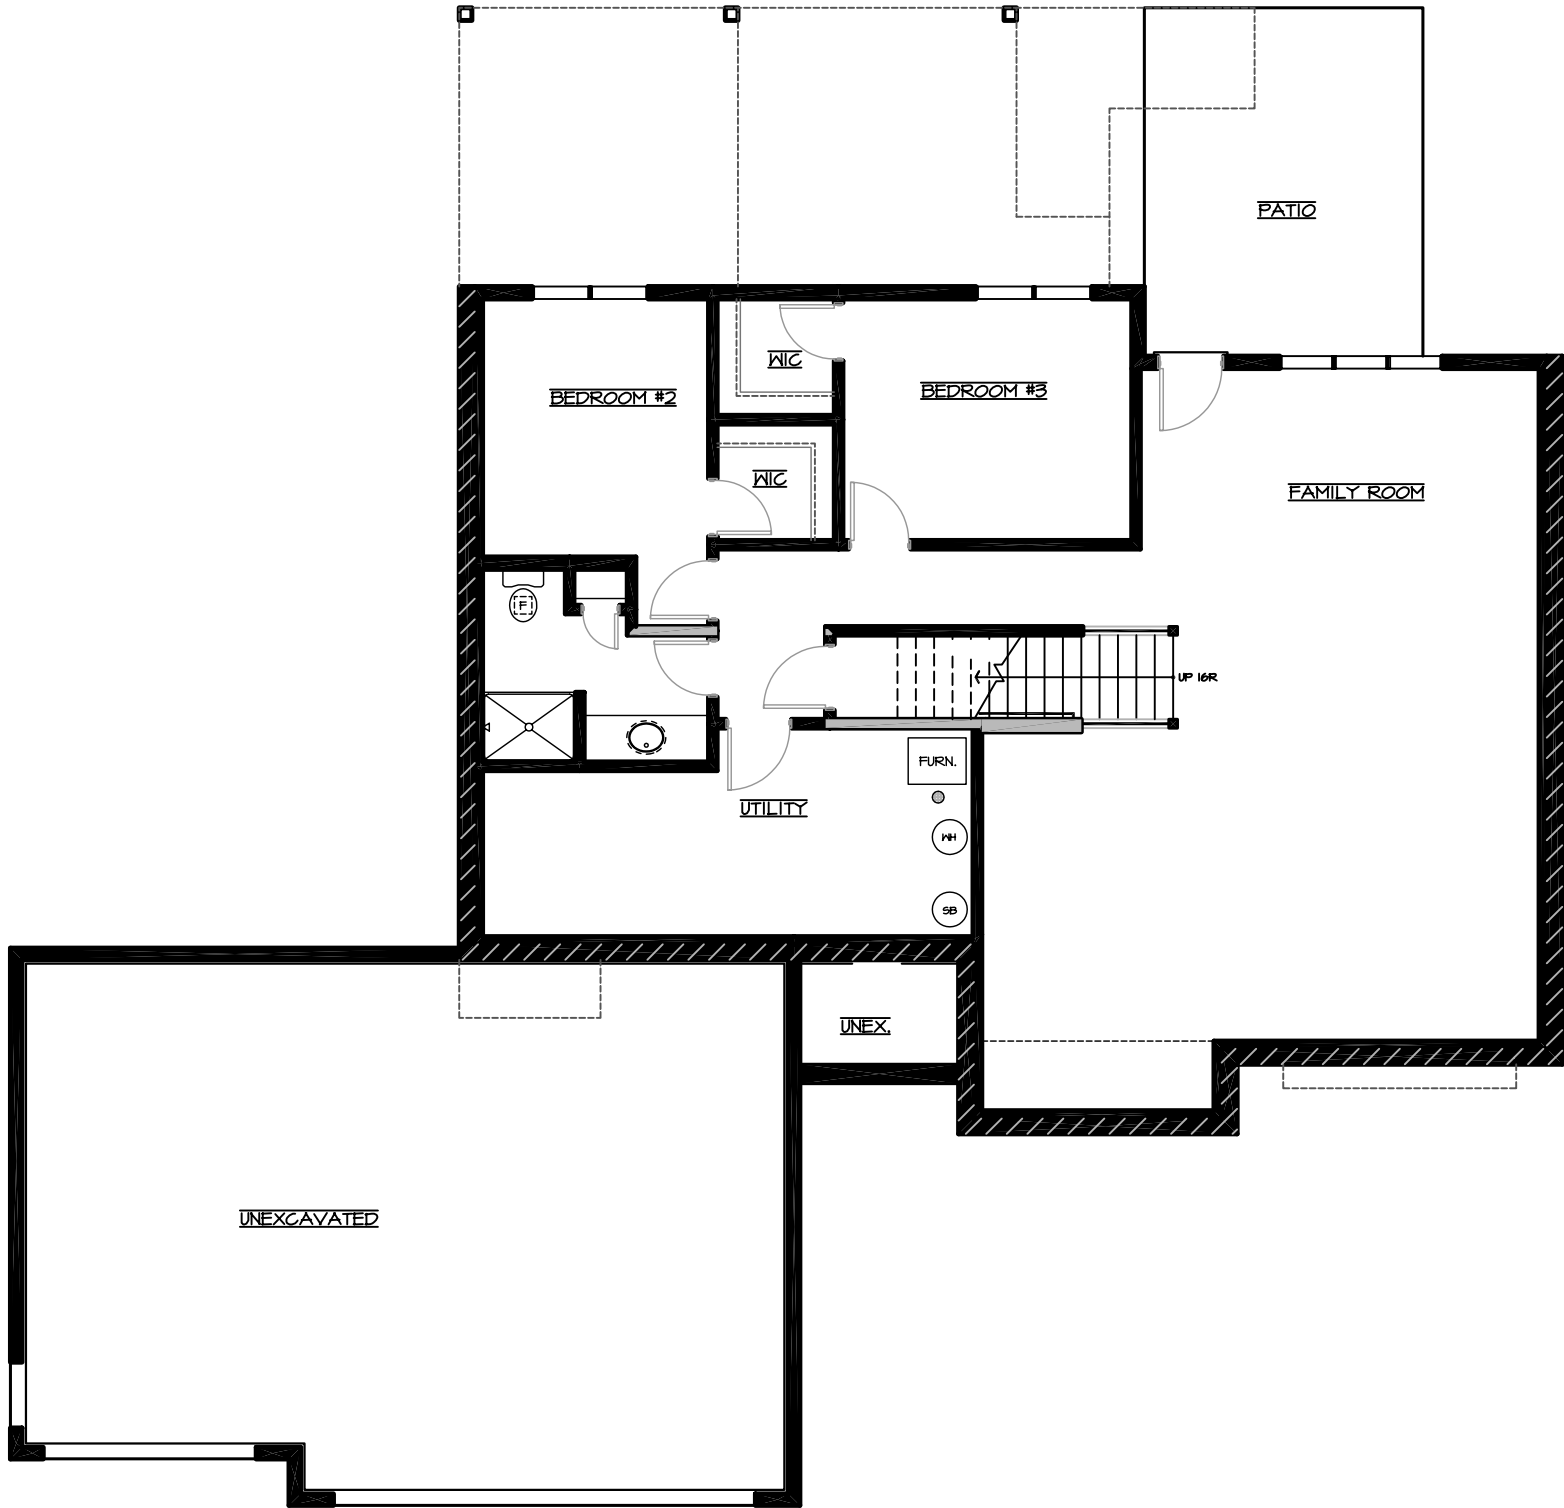 PATIO
WIC
BEDROOM #3
BEDROOM #2
WIC
FAMILY ROOM
F
UP 16R
FURN.
UTILITY
WH
SB
UNEX.
UNEXCAVATED